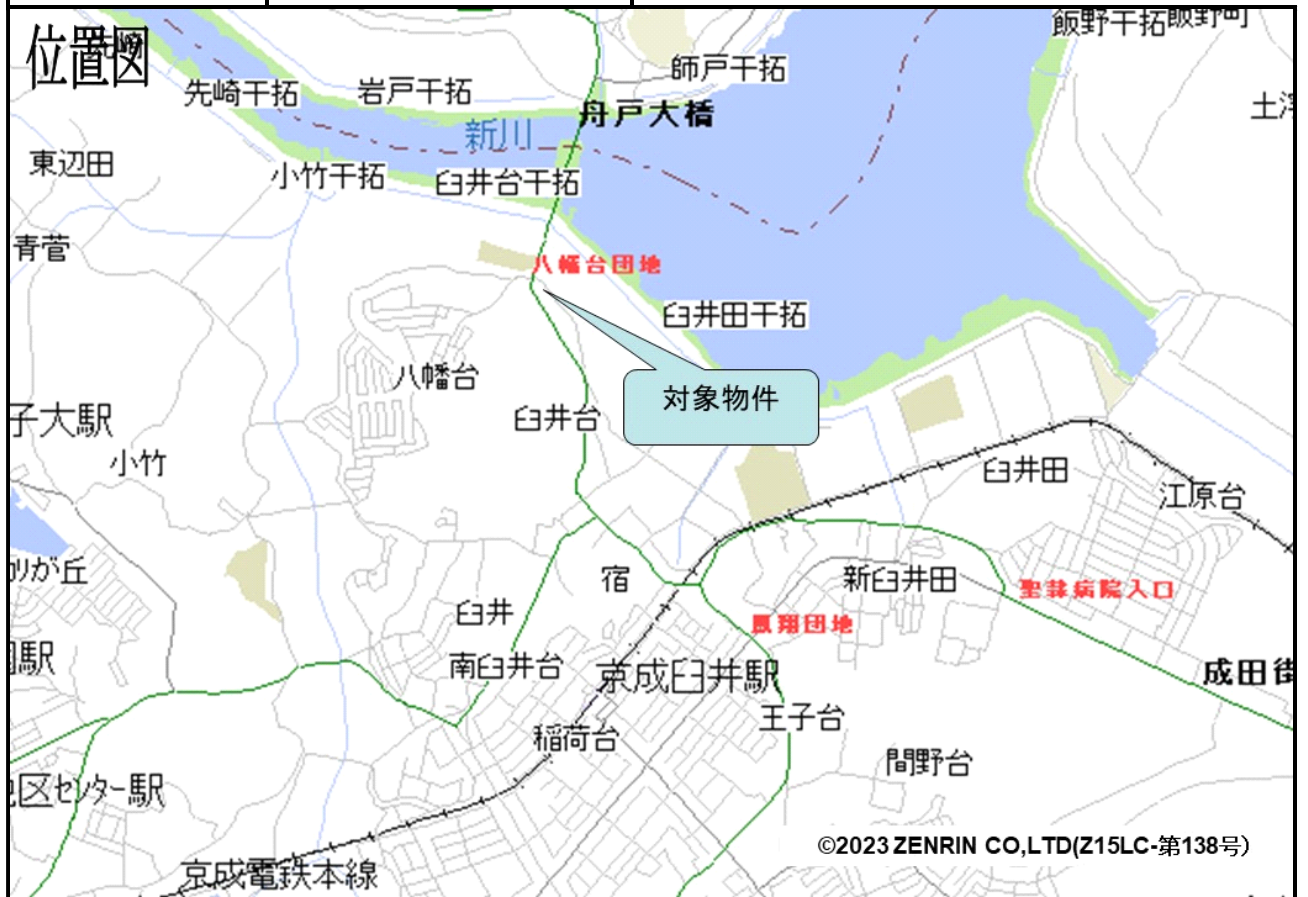 位置図
先崎
飯野干拓
飯野町
師戸干拓
先崎干拓
岩戸干拓
舟戸大橋
土浮
新川
東辺田
小竹干拓
臼井台干拓
青菅
八幡台団地
臼井田干拓
八幡台
対象物件
臼井台
子大駅
小竹
臼井田
江原台
りが丘
宿
新臼井田
聖隷病院入口
臼井
鳳翔団地
駅
南臼井台
京成臼井駅
成田街
王子台
稲荷台
間野台
区センター駅
©2023 ZENRIN CO,LTD(Z15LC-第138号)
京成電鉄本線